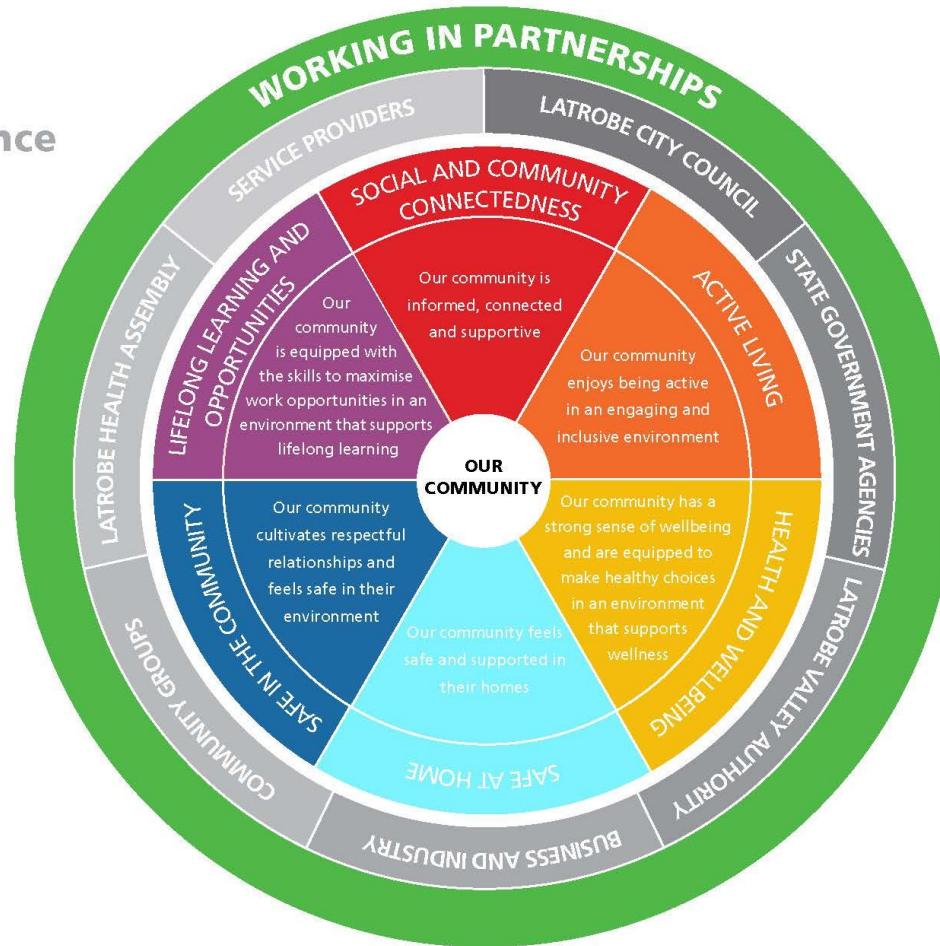 nce
WORKING IN PARTNERSHIPS
SERVICE PROVIDERS
LATROBE CITY COUNCIL
STATE GOVERNMENT AGENCIES
LATROBE VALLEY AUTHORITY
BUSINESS AND INDUSTRY
COMMUNITY GROUPS
LATROBE HEALTH ASSEMBLY
SOCIAL AND COMMUNITY
CONNECTEDNESS
Our community is
informed, connected
and supportive
ACTIVE LIVING
Our community
enjoys being active
in an engaging and
inclusive environment
HEALTH AND WELLBEING
Our community has a
strong sense of wellbeing
and are equipped to
make healthy choices
in an environment
that supports
wellness
SAFE AT HOME
Our community feels
safe and supported in
their homes
SAFE IN THE COMMUNITY
Our community
cultivates respectful
relationships and
feels safe in their
environment
LIFELONG LEARNING AND
OPPORTUNITIES
Our
community
is equipped with
the skills to maximise
work opportunities in an
environment that supports
lifelong learning
OUR
COMMUNITY